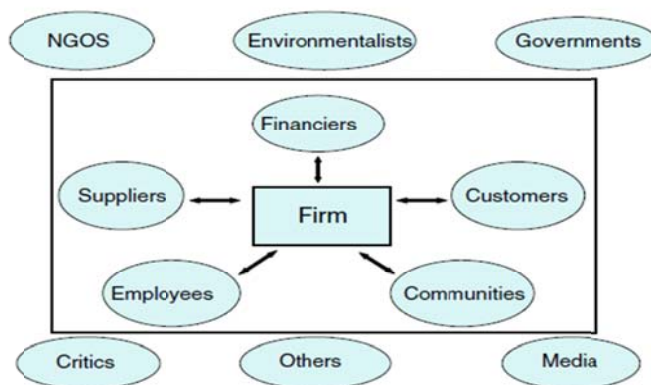 NGOS
Environmentalists
Governments
Financiers
Suppliers
Customers
Firm
Employees
Communities
Critics
Others
Media